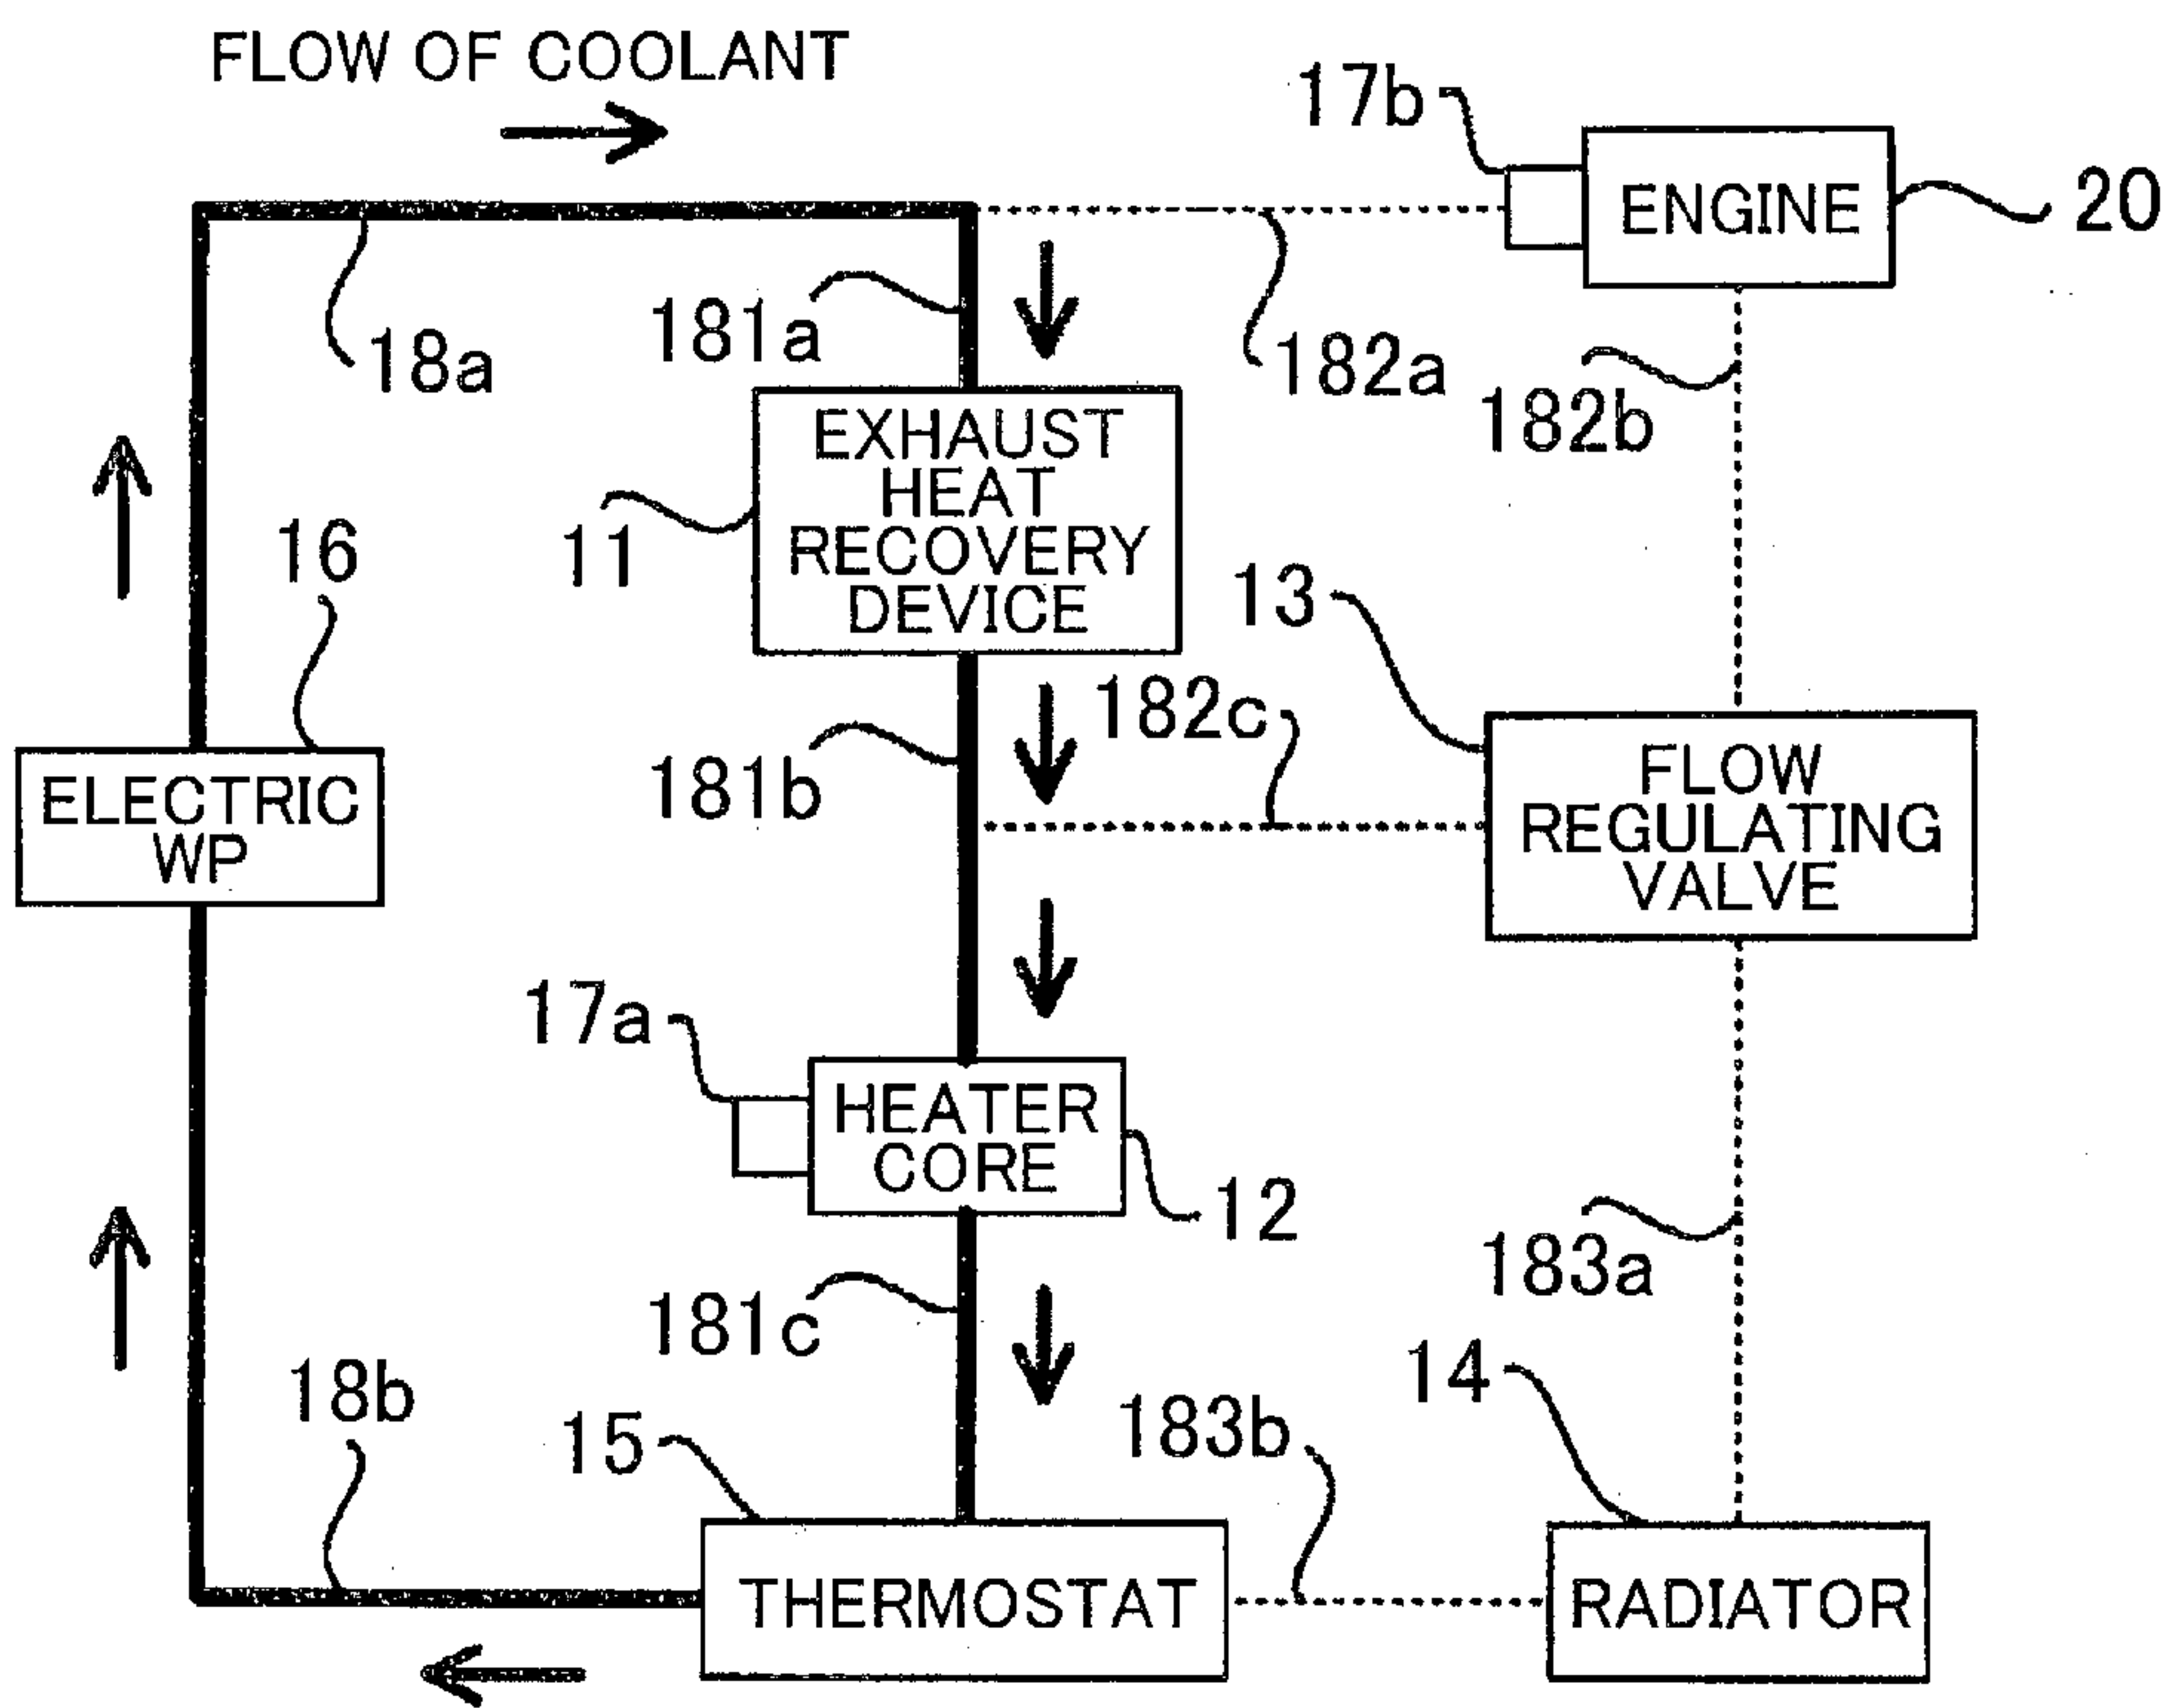 FLOW OF COOLANT
17b
ENGINE
20
18a
181a
182a
182b
EXHAUST
HEAT
RECOVERY
DEVICE
11
16
13
182c
181b
ELECTRIC
WP
FLOW
REGULATING
VALVE
17a
HEATER
CORE
12
183a
181c
14
18b
15
183b
THERMOSTAT
RADIATOR